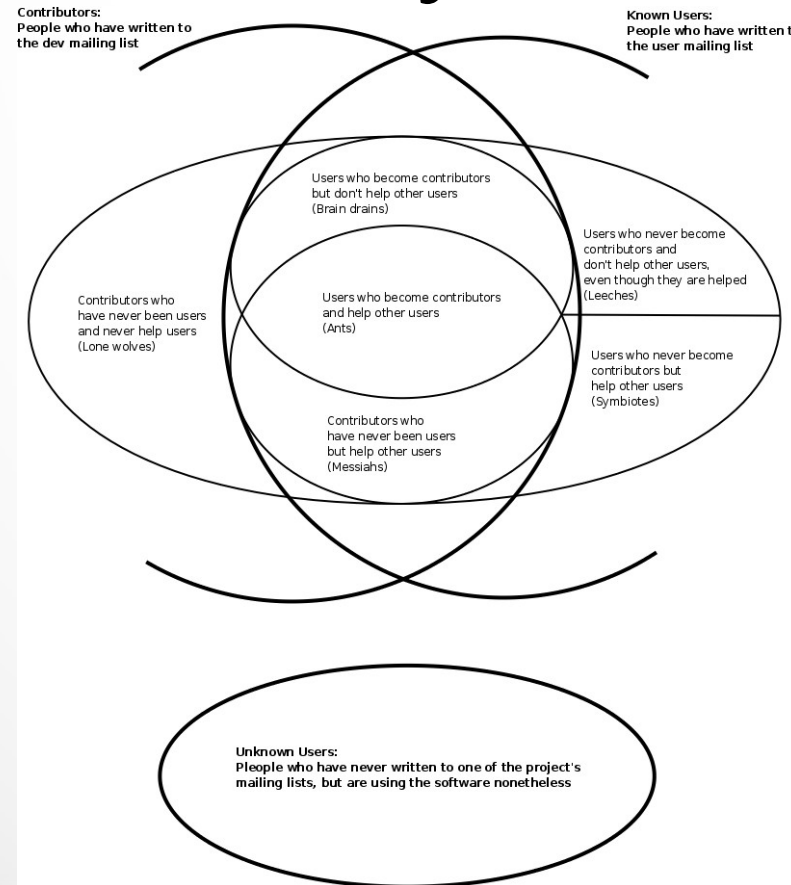 Contributors:
People who have written to
the dev mailing list
Known Users:
People who have written t
the user mailing list
Users who become contributors
but don't help other users
(Brain drains)
Users who never become
contributors and
don't help other users,
even though they are helped
(Leeches)
Contributors who
have never been users
and never help users
(Lone wolves)
Users who become contributors
and help other users
(Ants)
Users who never become
contributors but
help other users
(Symbiotes)
Contributors who
have never been users
but help other users
(Messiahs)
Unknown Users:
Pleople who have never written to one of the project's
mailing lists, but are using the software nonetheless